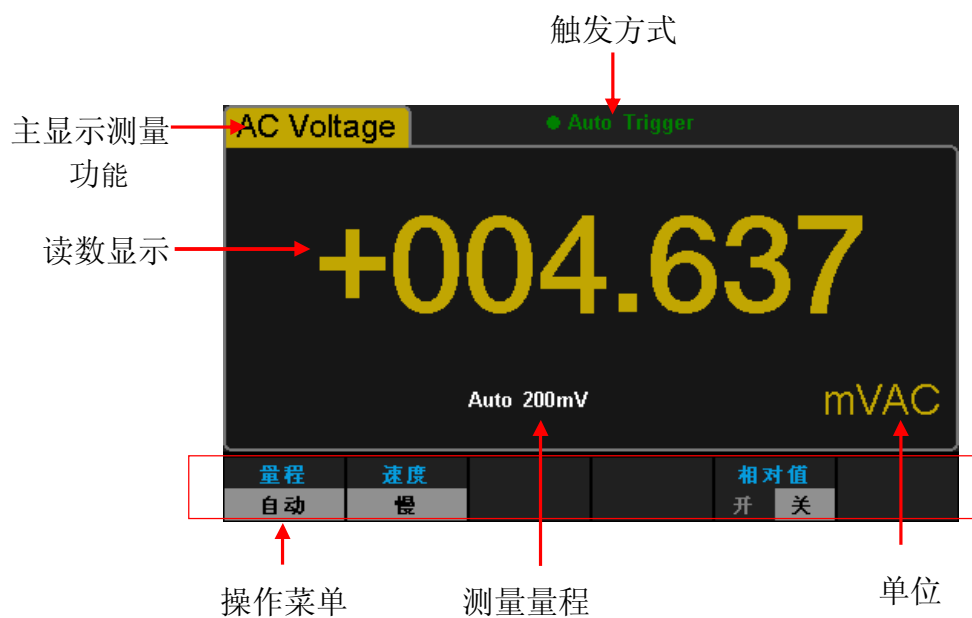 触发方式
AC Voltage
Auto Trigger
主显示测量
功能
读数显示
+004.637
Auto 200mV
mVAC
量程 速度 相对值
自动 慢 开 关
操作菜单 测量量程 单位